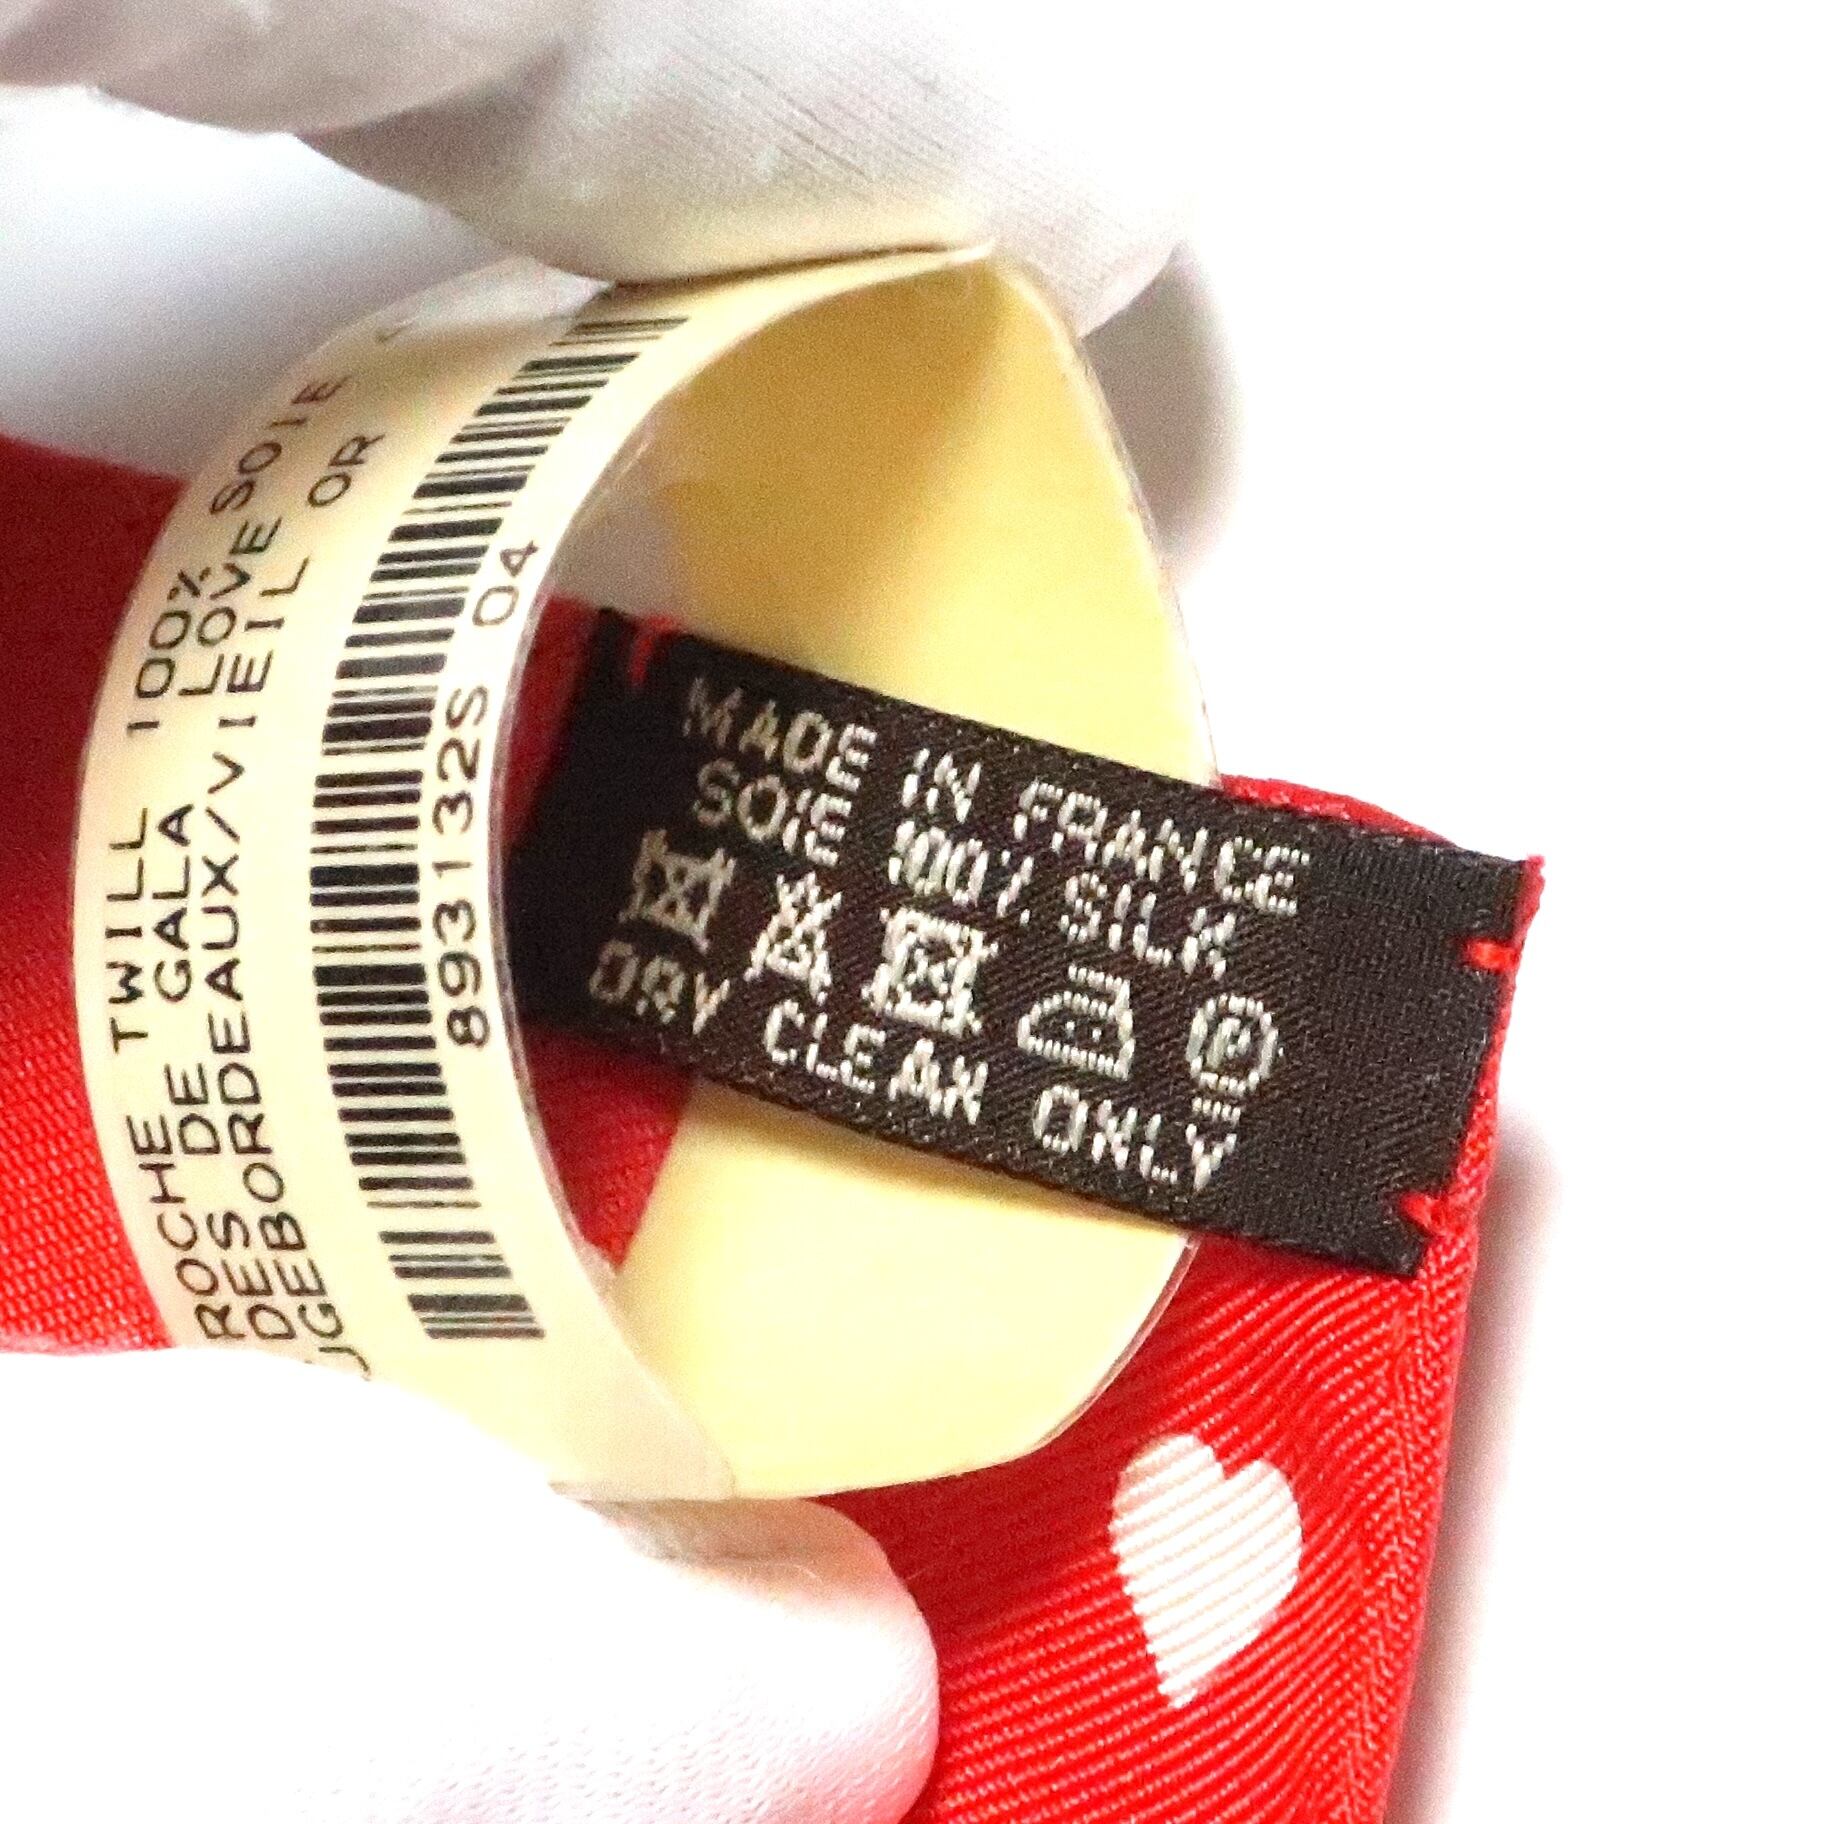 ROCHE TWILL 100% SOIE
DES DE GALA LOVE
DEBORDEAUX/VIEIL OR
893132S 04
MADE IN FRANCE
SOIE 100% SILK
P
DRY CLEAN ONLY